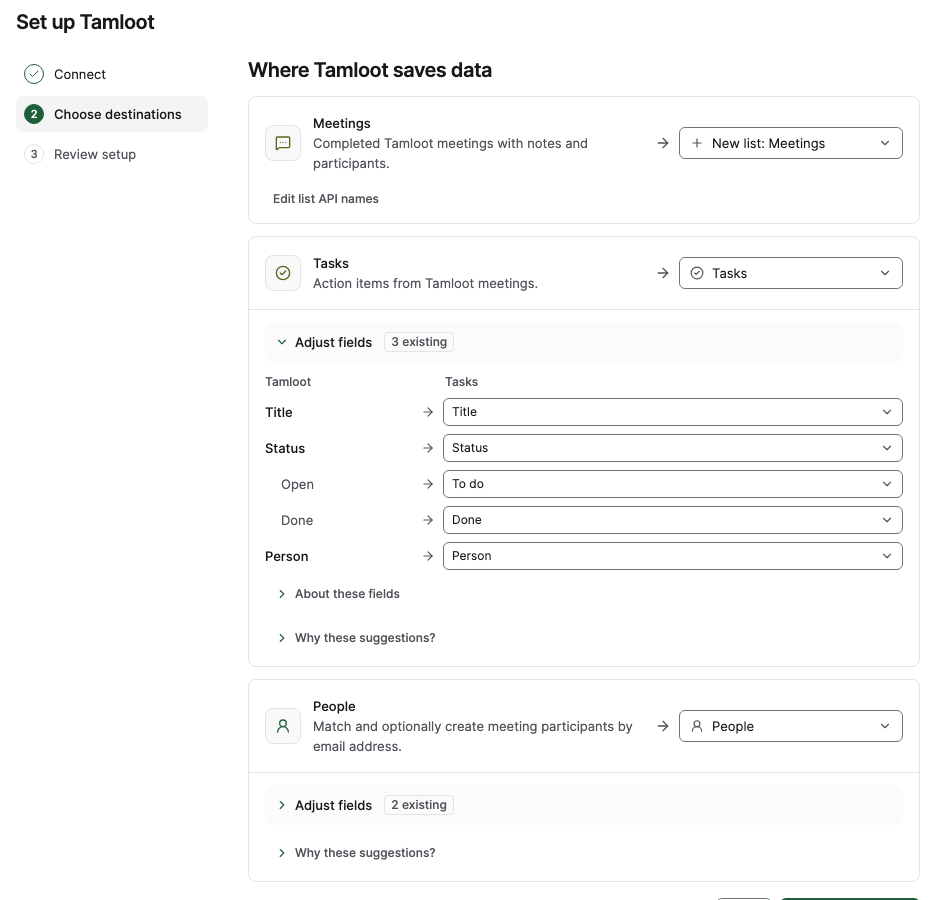 Set up Tamloot
Connect
2 Choose destinations
3 Review setup
Where Tamloot saves data
Meetings
Completed Tamloot meetings with notes and
participants.
New list: Meetings
Edit list API names
Tasks
Action items from Tamloot meetings.
Tasks
Adjust fields 3 existing
Tamloot Tasks
Title Title
Status Status
Open To do
Done Done
Person Person
About these fields
Why these suggestions?
People
Match and optionally create meeting participants by
email address.
People
Adjust fields 2 existing
Why these suggestions?